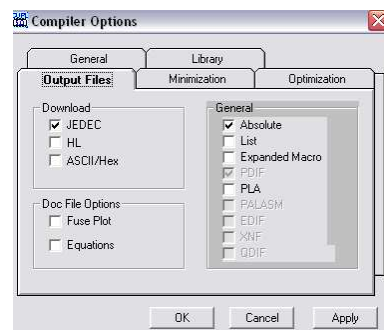 Compiler Options
General
Library
Output Files
Minimization
Optimization
Download
JEDEC
HL
ASCII/Hex
Doc File Options
Fuse Plot
Equations
General
Absolute
List
Expanded Macro
PDIF
PLA
PALASM
EDIF
XNF
QDIF
OK
Cancel
Apply